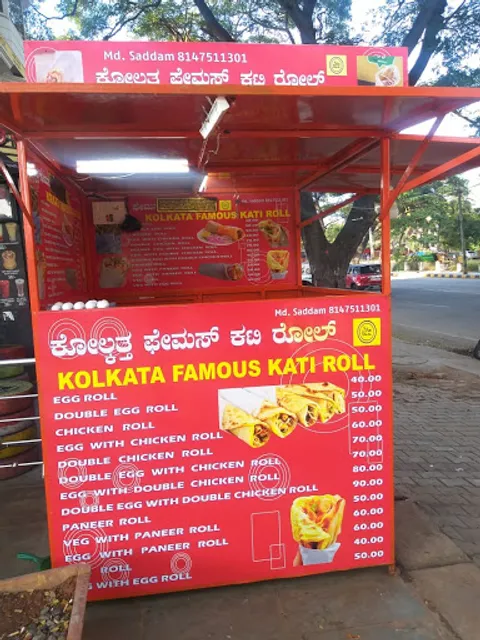 Md. Saddam 8147511301
ಕೋಲ್ಕತ್ತ ಫೇಮಸ್ ಕಟಿ ರೋಲ್
KOLKATA FAMOUS KATI ROLL
Md. Saddam 8147511301
ಕೋಲ್ಕತ್ತ ಫೇಮಸ್ ಕಟಿ ರೋಲ್
KOLKATA FAMOUS KATI ROLL
EGG ROLL 40.00
DOUBLE EGG ROLL 50.00
CHICKEN ROLL 50.00
EGG WITH CHICKEN ROLL 60.00
DOUBLE CHICKEN ROLL 70.00
DOUBLE EGG WITH CHICKEN ROLL 70.00
EGG WITH DOUBLE CHICKEN ROLL 80.00
DOUBLE EGG WITH DOUBLE CHICKEN ROLL 90.00
PANEER ROLL 50.00
VEG WITH PANEER ROLL 60.00
EGG WITH PANEER ROLL 60.00
ROLL 40.00
WITH EGG ROLL 50.00